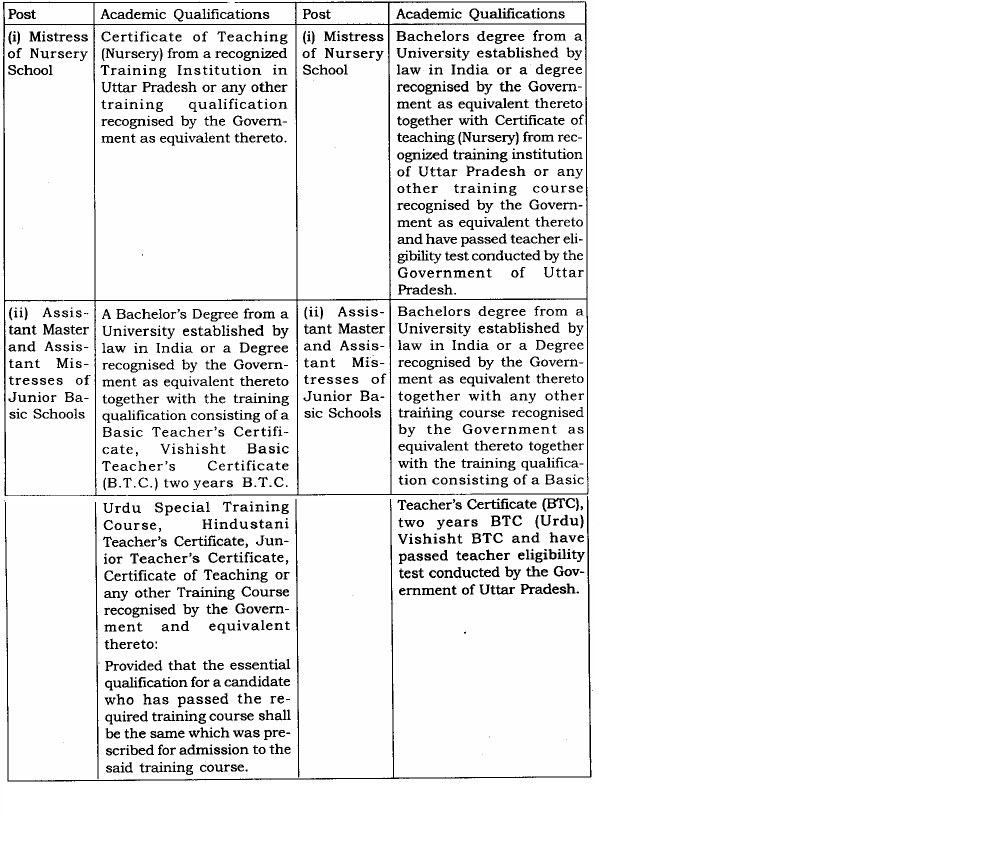 Post
Academic Qualifications
Post
Academic Qualifications
(i) Mistress
of Nursery
School
Certificate of Teaching
(Nursery) from a recognized
Training Institution in
Uttar Pradesh or any other
training qualification
recognised by the Govern-
ment as equivalent thereto.
(i) Mistress
of Nursery
School
Bachelors degree from a
University established by
law in India or a degree
recognised by the Govern-
ment as equivalent thereto
together with Certificate of
teaching (Nursery) from rec-
ognized training institution
of Uttar Pradesh or any
other training course
recognised by the Govern-
ment as equivalent thereto
and have passed teacher eli-
gibility test conducted by the
Government of Uttar
Pradesh.
(ii) Assis-
tant Master
and Assis-
tant Mis-
tresses of
Junior Ba-
sic Schools
A Bachelor's Degree from a
University established by
law in India or a Degree
recognised by the Govern-
ment as equivalent thereto
together with the training
qualification consisting of a
Basic Teacher's Certifi-
cate, Vishisht Basic
Teacher's Certificate
(B.T.C.) two years B.T.C.
(ii) Assis-
tant Master
and Assis-
tant Mis-
tresses of
Junior Ba-
sic Schools
Bachelors degree from a
University established by
law in India or a Degree
recognised by the Govern-
ment as equivalent thereto
together with any other
training course recognised
by the Government as
equivalent thereto together
with the training qualifica-
tion consisting of a Basic
Urdu Special Training
Course, Hindustani
Teacher's Certificate, Jun-
ior Teacher's Certificate,
Certificate of Teaching or
any other Training Course
recognised by the Govern-
ment and equivalent
thereto:
Provided that the essential
qualification for a candidate
who has passed the re-
quired training course shall
be the same which was pre-
scribed for admission to the
said training course.
Teacher's Certificate (BTC),
two years BTC (Urdu)
Vishisht BTC and have
passed teacher eligibility
test conducted by the Gov-
ernment of Uttar Pradesh.